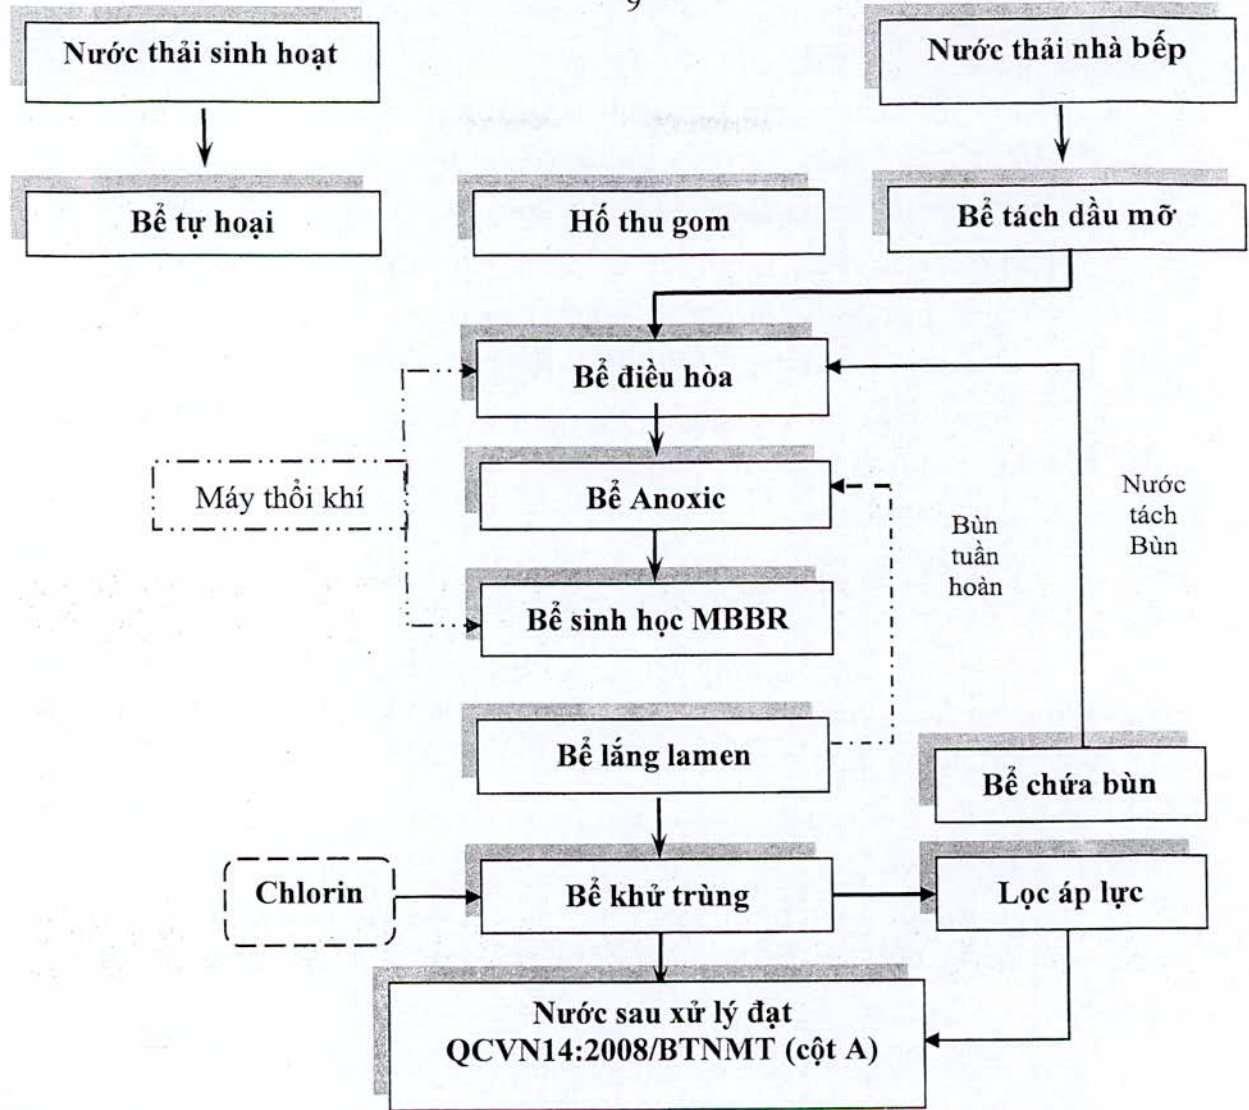 9
Nước thải sinh hoạt
Nước thải nhà bếp
Bể tự hoại
Hố thu gom
Bể tách dầu mỡ
Bể điều hòa
Máy thổi khí
Bể Anoxic
Nước
tách
Bùn
Bùn
tuần
hoàn
Bể sinh học MBBR
Bể lắng lamen
Bể chứa bùn
Chlorin
Bể khử trùng
Lọc áp lực
Nước sau xử lý đạt
QCVN14:2008/BTNMT (cột A)